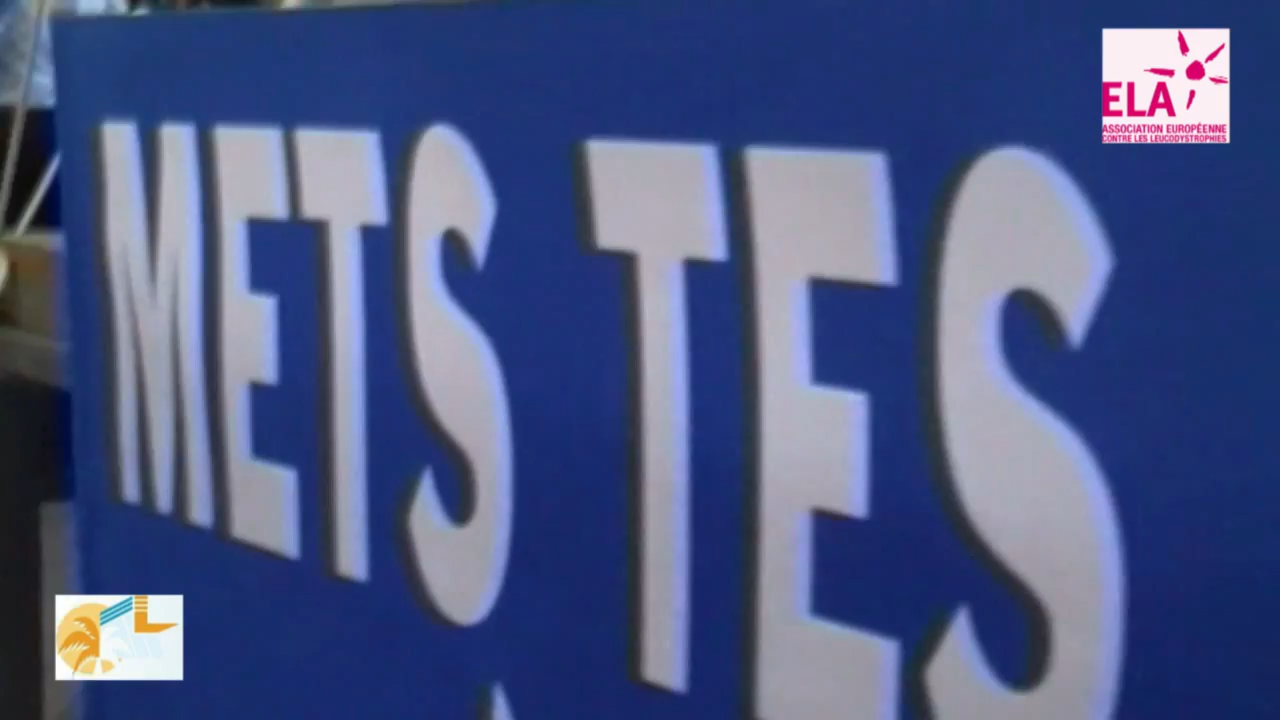 METS TES
ELA
ASSOCIATION EUROPÉENNE
CONTRE LES LEUCODYSTROPHIES